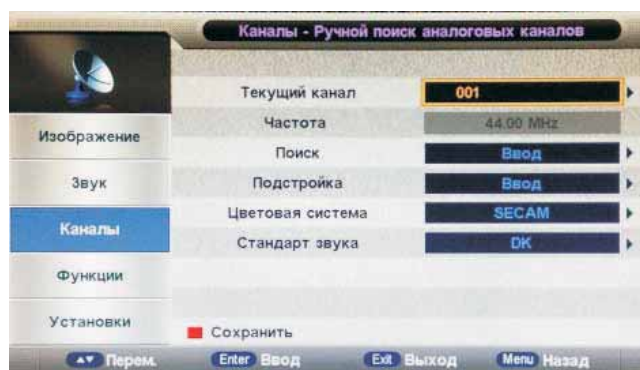 Каналы - Ручной поиск аналоговых каналов
Текущий канал 001
Частота 44.00 MHz
Изображение
Поиск Ввод
Звук
Подстройка Ввод
Цветовая система SECAM
Каналы
Стандарт звука DK
Функции
Установки
Сохранить
Перем. Enter Ввод Exit Выход Menu Назад